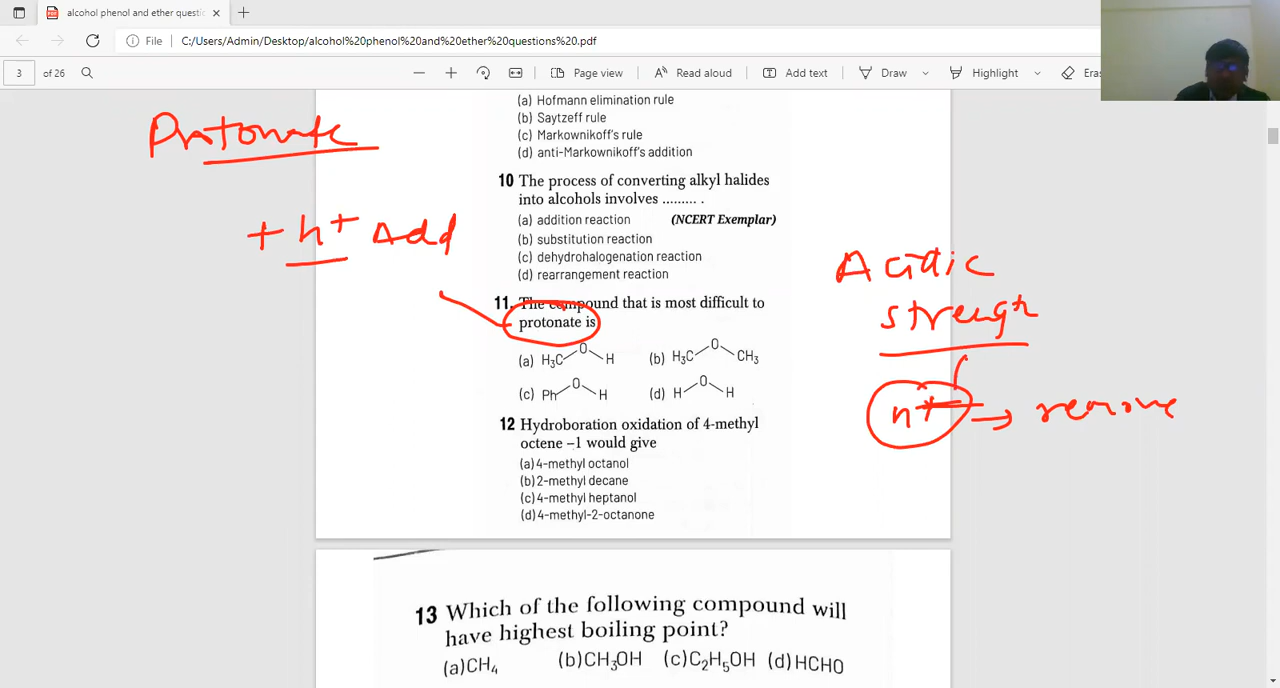 alcohol phenol and ether questi
File C:/Users/Admin/Desktop/alcohol%20phenol%20and%20ether%20questions%20.pdf
3 of 26 Page view Read aloud Add text Draw Highlight Eras
Protonate
+ h+ Add
(a) Hofmann elimination rule
(b) Saytzeff rule
(c) Markownikoff's rule
(d) anti-Markownikoff's addition
10 The process of converting alkyl halides
into alcohols involves ......... .
(a) addition reaction (NCERT Exemplar)
(b) substitution reaction
(c) dehydrohalogenation reaction
(d) rearrangement reaction
11. The compound that is most difficult to
protonate is
(a) H₃C O H (b) H₃C O CH₃
(c) Ph O H (d) H O H
12 Hydroboration oxidation of 4-methyl
octene –1 would give
(a) 4-methyl octanol
(b) 2-methyl decane
(c) 4-methyl heptanol
(d) 4-methyl-2-octanone
Acidic
strength
h+ → remove
13 Which of the following compound will
have highest boiling point?
(a) CH₄ (b) CH₃OH (c) C₂H₅OH (d) HCHO